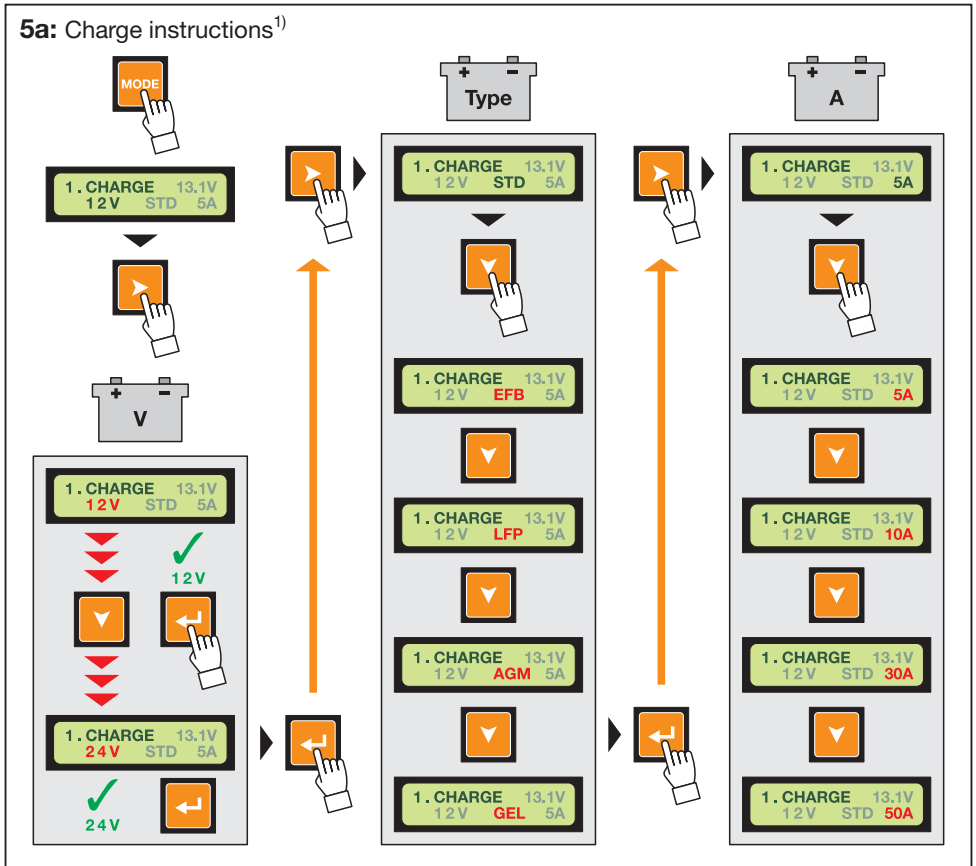 5a: Charge instructions1)
MODE
1. CHARGE 13.1V
12V STD 5A
+ -
V
1. CHARGE 13.1V
12V STD 5A
12V
1. CHARGE 13.1V
24V STD 5A
24V
+ -
Type
1. CHARGE 13.1V
12V STD 5A
1. CHARGE 13.1V
12V EFB 5A
1. CHARGE 13.1V
12V LFP 5A
1. CHARGE 13.1V
12V AGM 5A
1. CHARGE 13.1V
12V GEL 5A
+ -
A
1. CHARGE 13.1V
12V STD 5A
1. CHARGE 13.1V
12V STD 5A
1. CHARGE 13.1V
12V STD 10A
1. CHARGE 13.1V
12V STD 30A
1. CHARGE 13.1V
12V STD 50A